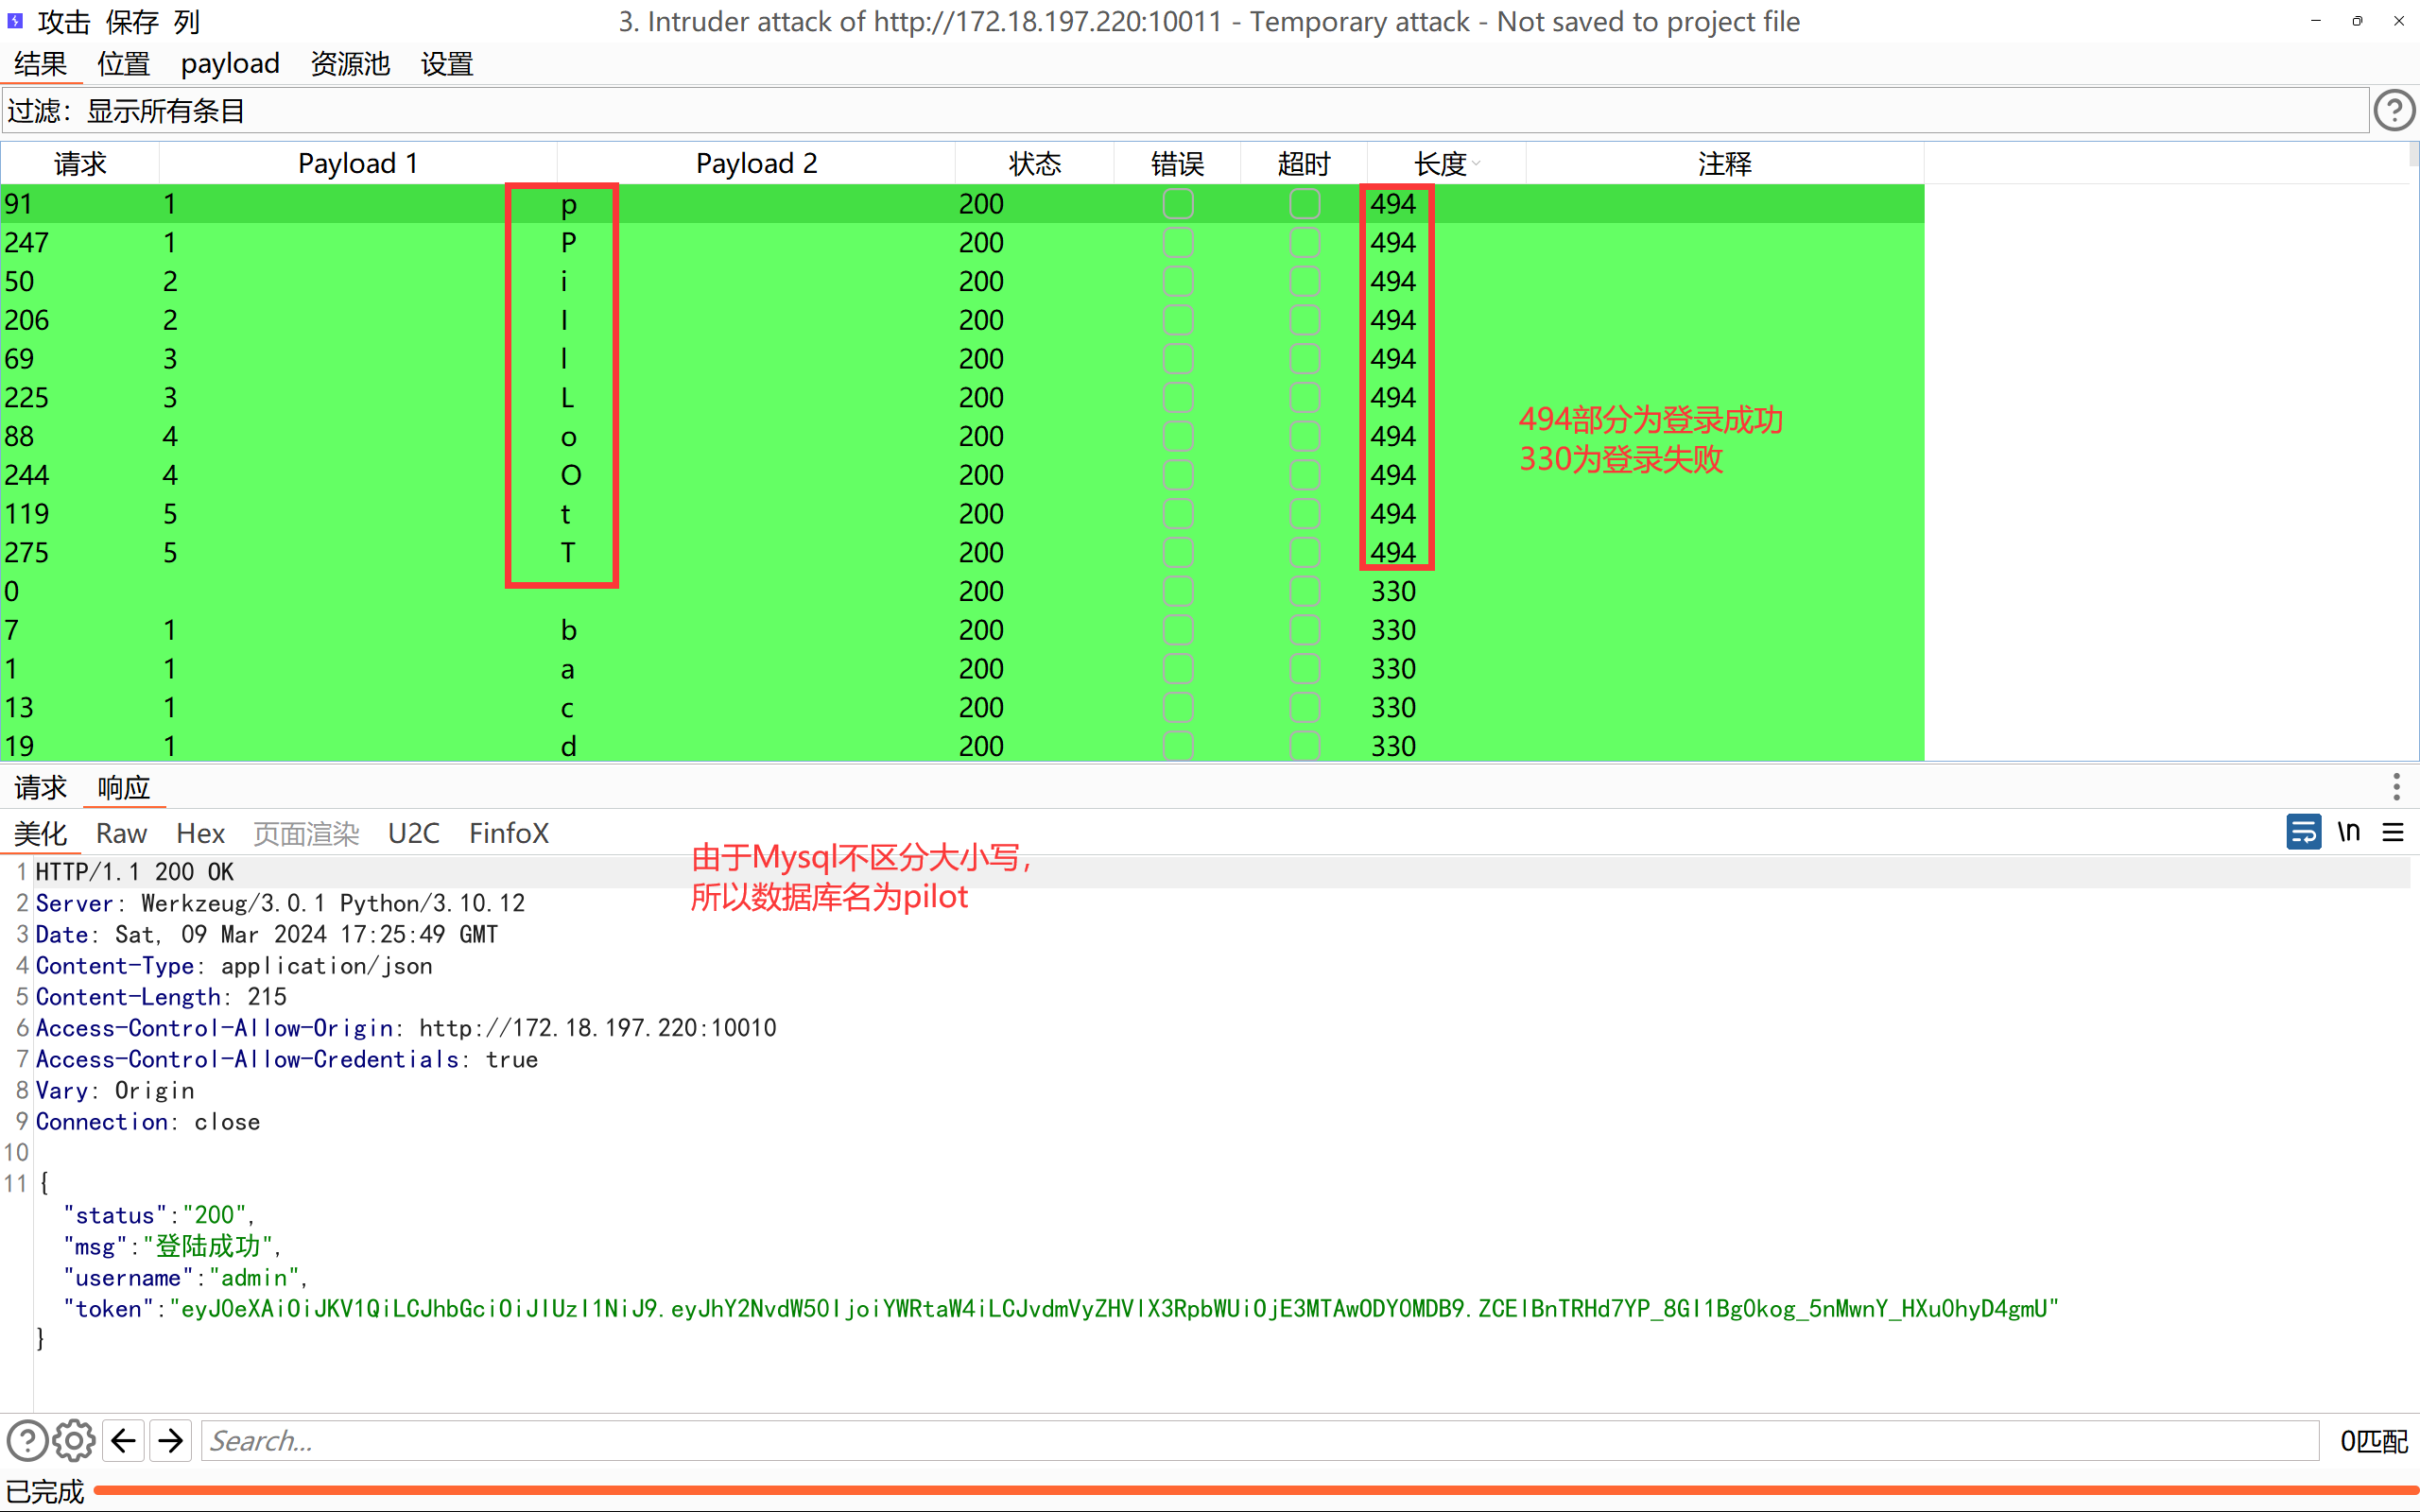 攻击 保存 列 3. Intruder attack of http://172.18.197.220:10011 - Temporary attack - Not saved to project file
结果 位置 payload 资源池 设置
过滤：显示所有条目
请求 Payload 1 Payload 2 状态 错误 超时 长度 注释
91 1 p 200 494
247 1 P 200 494
50 2 i 200 494
206 2 I 200 494
69 3 l 200 494
225 3 L 200 494
88 4 o 200 494
244 4 O 200 494
119 5 t 200 494
275 5 T 200 494
0 200 330
7 1 b 200 330
1 1 a 200 330
13 1 c 200 330
19 1 d 200 330
494部分为登录成功
330为登录失败
请求 响应
美化 Raw Hex 页面渲染 U2C FinfoX \n
由于Mysql不区分大小写，
所以数据库名为pilot
1 HTTP/1.1 200 OK
2 Server: Werkzeug/3.0.1 Python/3.10.12
3 Date: Sat, 09 Mar 2024 17:25:49 GMT
4 Content-Type: application/json
5 Content-Length: 215
6 Access-Control-Allow-Origin: http://172.18.197.220:10010
7 Access-Control-Allow-Credentials: true
8 Vary: Origin
9 Connection: close
10
11 {
"status":"200",
"msg":"登陆成功",
"username":"admin",
"token":"eyJ0eXAiOiJKV1QiLCJhbGciOiJIUzI1NiJ9.eyJhY2NvdW50IjoiYWRtaW4iLCJvdmVyZHVlX3RpbWUiOjE3MTAwODY0MDB9.ZCEIBnTRHd7YP_8GI1Bg0kog_5nMwnY_HXu0hyD4gmU"
}
Search... 0匹配
已完成